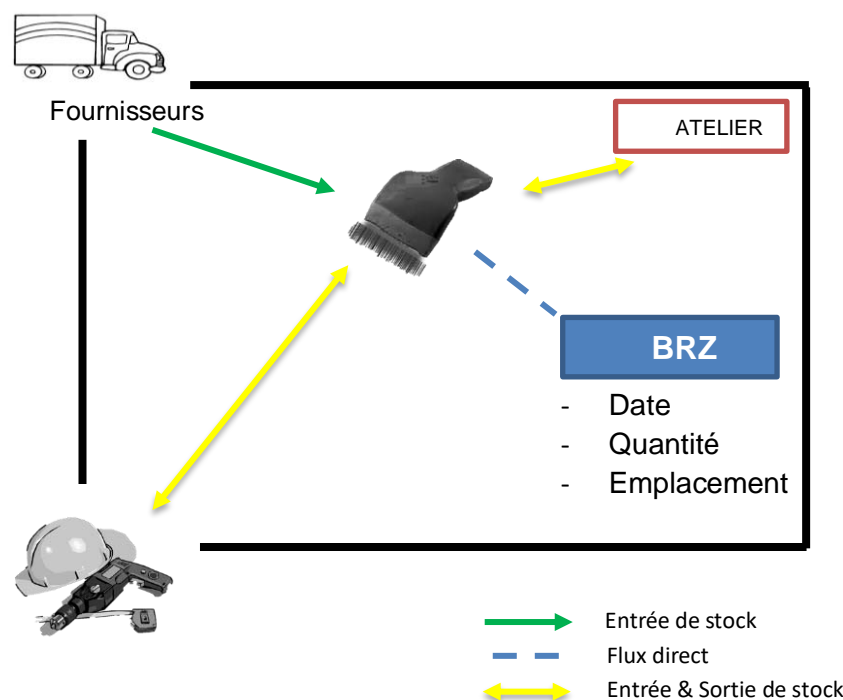 Fournisseurs
ATELIER
BRZ
- Date
- Quantité
- Emplacement
Entrée de stock
Flux direct
Entrée & Sortie de stock